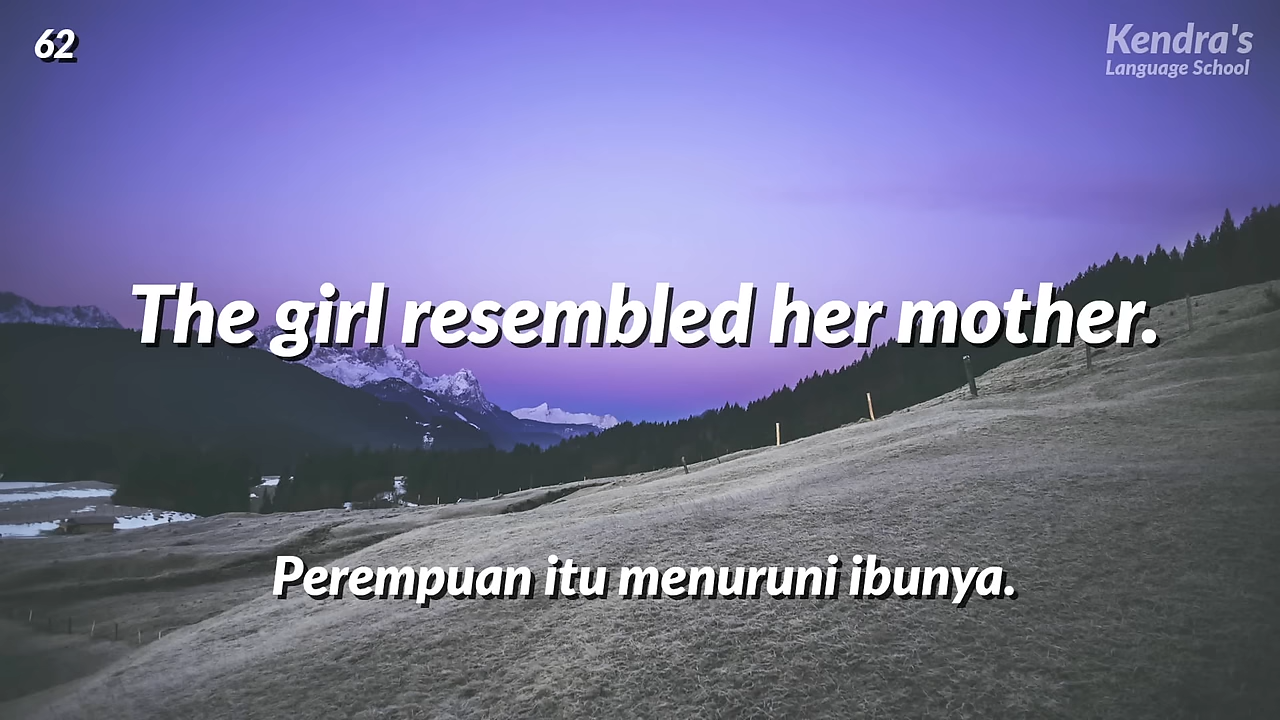 62
Kendra's
Language School
The girl resembled her mother.
Perempuan itu menuruni ibunya.